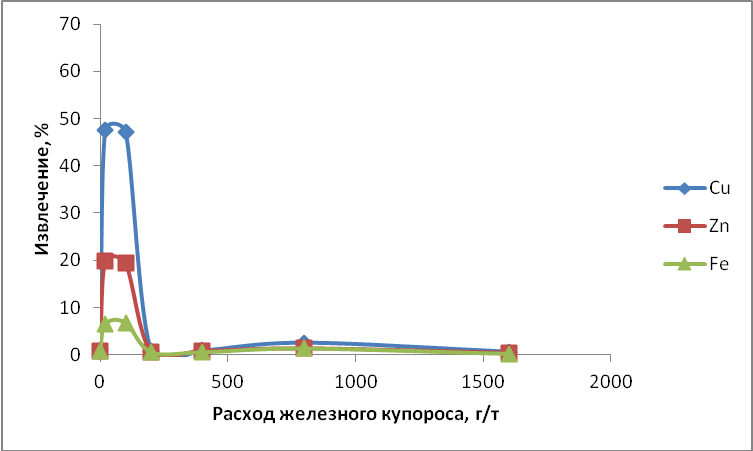 70
60
50
40
30
20
10
0
Извлечение, %
0 500 1000 1500 2000
Расход железного купороса, г/т
Cu
Zn
Fe